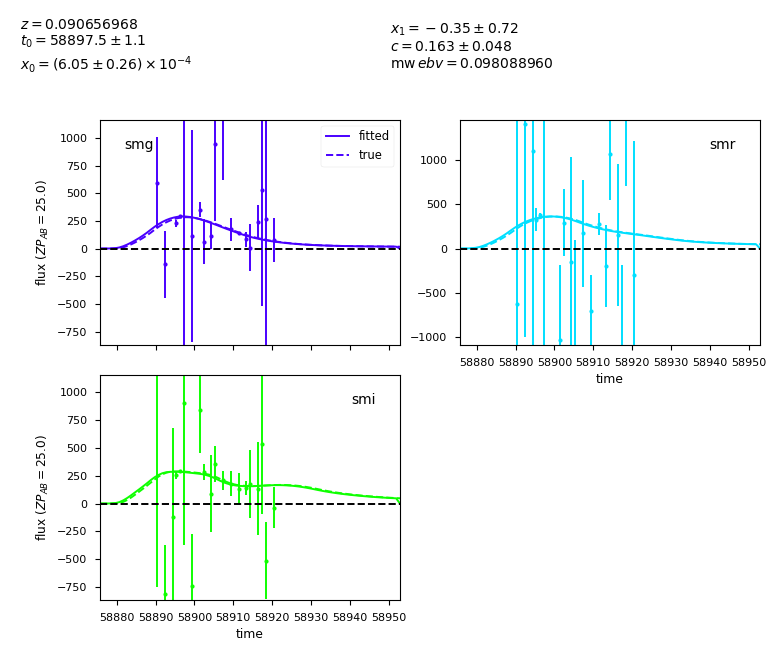 z = 0.090656968
t₀ = 58897.5 ± 1.1
x₀ = (6.05 ± 0.26) × 10⁻⁴
x₁ = −0.35 ± 0.72
c = 0.163 ± 0.048
mw ebv = 0.098088960
1000
750
500
250
0
−250
−500
−750
flux (ZP_AB = 25.0)
smg
fitted
true
1000
500
0
−500
−1000
smr
58880 58890 58900 58910 58920 58930 58940 58950
time
1000
750
500
250
0
−250
−500
−750
flux (ZP_AB = 25.0)
smi
58880 58890 58900 58910 58920 58930 58940 58950
time